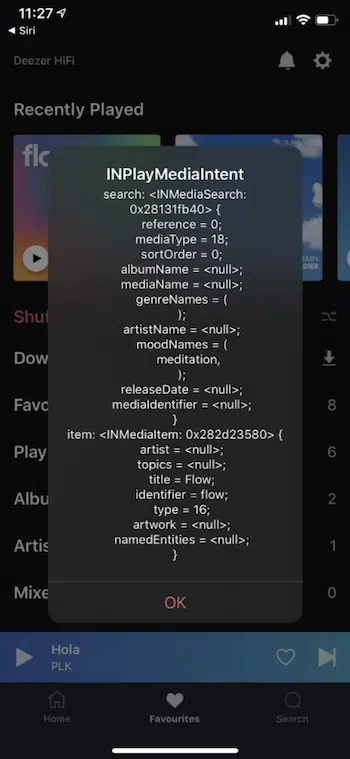 11:27
◀ Siri
Deezer HiFi
Recently Played
flo
RAIN
DIER
INPlayMediaIntent
search: <INMediaSearch:
0x28131fb40> {
reference = 0;
mediaType = 18;
sortOrder = 0;
albumName = <null>;
mediaName = <null>;
genreNames = (
);
artistName = <null>;
moodNames = (
meditation,
);
releaseDate = <null>;
mediaIdentifier = <null>;
}
item: <INMediaItem: 0x282d23580> {
artist = <null>;
topics = <null>;
title = Flow;
identifier = flow;
type = 16;
artwork = <null>;
namedEntities = <null>;
}
OK
Shuf
Dow
Favo 8
Play 6
Albu 2
Artis 1
Mixe 0
Hola
PLK
Home Favourites Search